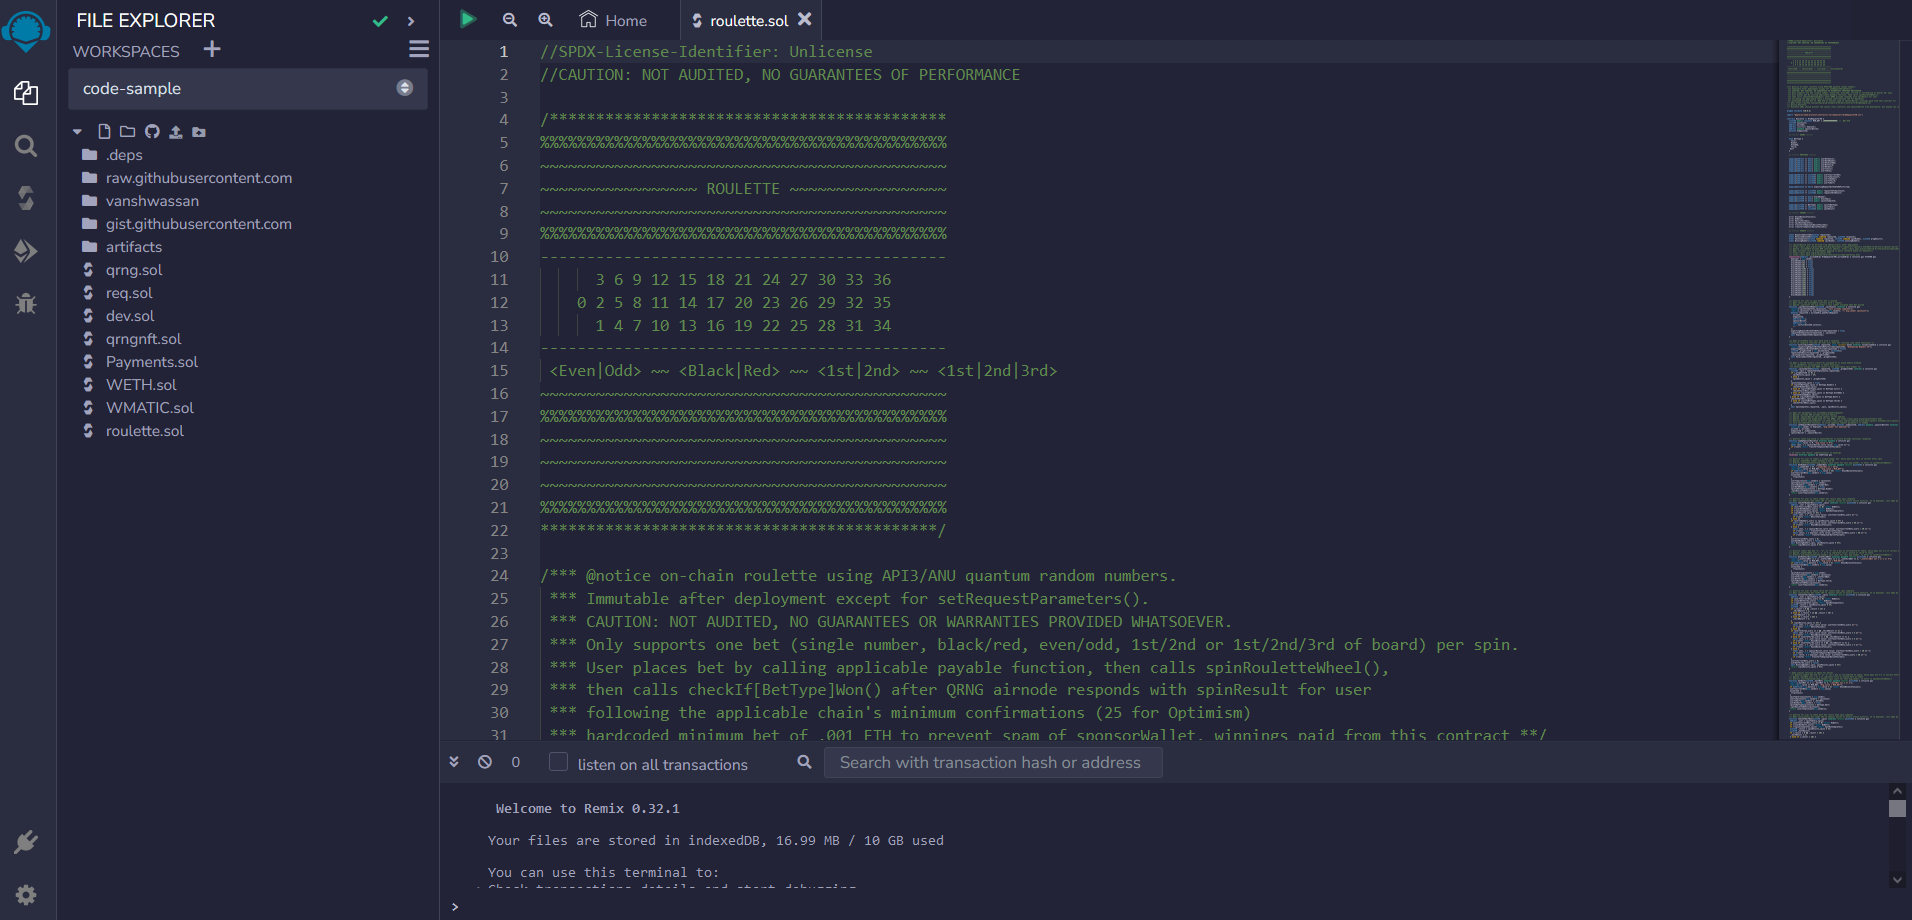 FILE EXPLORER
WORKSPACES
code-sample
.deps
raw.githubusercontent.com
vanshwassan
gist.githubusercontent.com
artifacts
qrng.sol
req.sol
dev.sol
qrngnft.sol
Payments.sol
WETH.sol
WMATIC.sol
roulette.sol
Home
roulette.sol
1 //SPDX-License-Identifier: Unlicense
2 //CAUTION: NOT AUDITED, NO GUARANTEES OF PERFORMANCE
3
4 /*******************************************
5 %%%%%%%%%%%%%%%%%%%%%%%%%%%%%%%%%%%%%%%%%%%%
6 ~~~~~~~~~~~~~~~~~~~~~~~~~~~~~~~~~~~~~~~~~~~~
7 ~~~~~~~~~~~~~~~~~ ROULETTE ~~~~~~~~~~~~~~~~~
8 ~~~~~~~~~~~~~~~~~~~~~~~~~~~~~~~~~~~~~~~~~~~~
9 %%%%%%%%%%%%%%%%%%%%%%%%%%%%%%%%%%%%%%%%%%%%
10 --------------------------------------------
11 3 6 9 12 15 18 21 24 27 30 33 36
12 0 2 5 8 11 14 17 20 23 26 29 32 35
13 1 4 7 10 13 16 19 22 25 28 31 34
14 --------------------------------------------
15 <Even|Odd> ~~ <Black|Red> ~~ <1st|2nd> ~~ <1st|2nd|3rd>
16 ~~~~~~~~~~~~~~~~~~~~~~~~~~~~~~~~~~~~~~~~~~~~
17 %%%%%%%%%%%%%%%%%%%%%%%%%%%%%%%%%%%%%%%%%%%%
18 ~~~~~~~~~~~~~~~~~~~~~~~~~~~~~~~~~~~~~~~~~~~~
19 ~~~~~~~~~~~~~~~~~~~~~~~~~~~~~~~~~~~~~~~~~~~~
20 ~~~~~~~~~~~~~~~~~~~~~~~~~~~~~~~~~~~~~~~~~~~~
21 %%%%%%%%%%%%%%%%%%%%%%%%%%%%%%%%%%%%%%%%%%%%
22 *******************************************/
23
24 /*** @notice on-chain roulette using API3/ANU quantum random numbers.
25 *** Immutable after deployment except for setRequestParameters().
26 *** CAUTION: NOT AUDITED, NO GUARANTEES OR WARRANTIES PROVIDED WHATSOEVER.
27 *** Only supports one bet (single number, black/red, even/odd, 1st/2nd or 1st/2nd/3rd of board) per spin.
28 *** User places bet by calling applicable payable function, then calls spinRouletteWheel(),
29 *** then calls checkIf[BetType]Won() after QRNG airnode responds with spinResult for user
30 *** following the applicable chain's minimum confirmations (25 for Optimism)
31 *** hardcoded minimum bet of .001 ETH to prevent spam of sponsorWallet, winnings paid from this contract **/
0
listen on all transactions
Search with transaction hash or address
Welcome to Remix 0.32.1
Your files are stored in indexedDB, 16.99 MB / 10 GB used
You can use this terminal to:
Check transactions details and start debugging
>